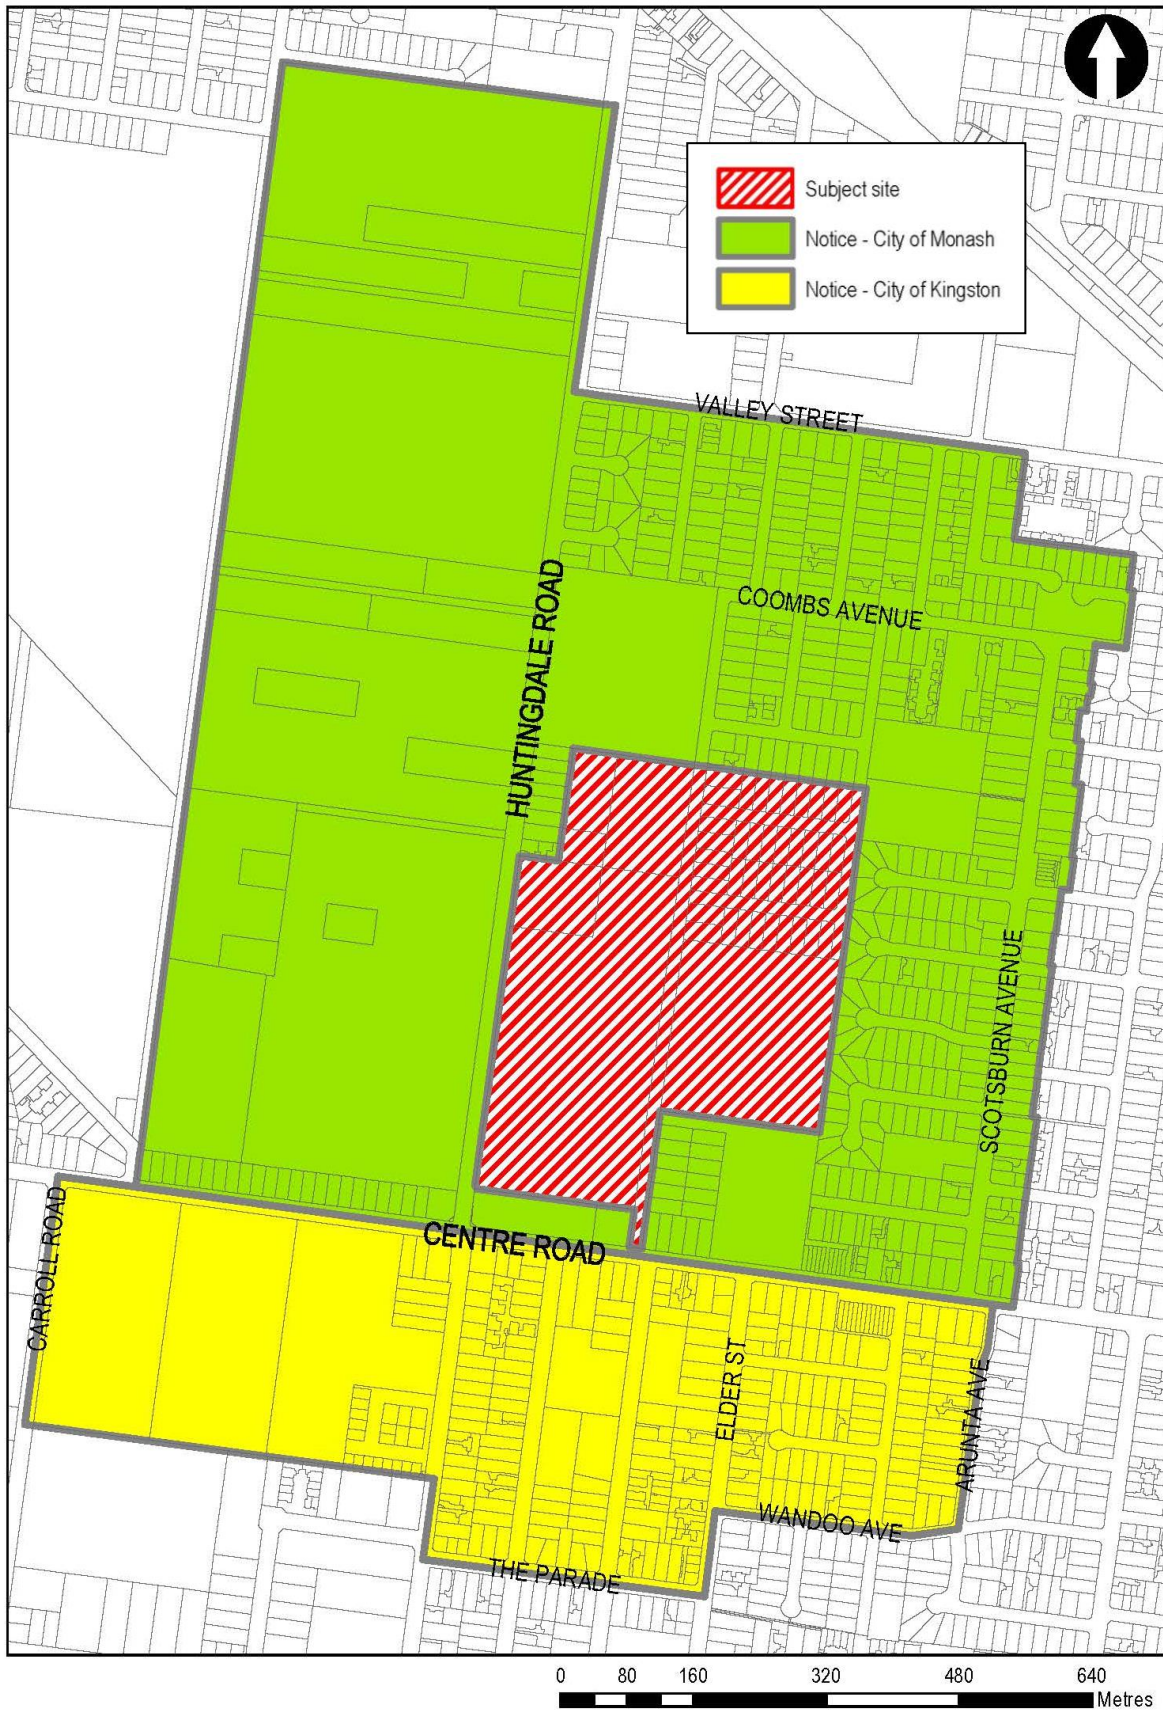 Subject site
Notice - City of Monash
Notice - City of Kingston
VALLEY STREET
COOMBS AVENUE
HUNTINGDALE ROAD
SCOTSBURN AVENUE
CENTRE ROAD
CARROLL ROAD
ELDER ST
ARUNTA AVE
WANDOO AVE
THE PARADE
0 80 160 320 480 640
Metres